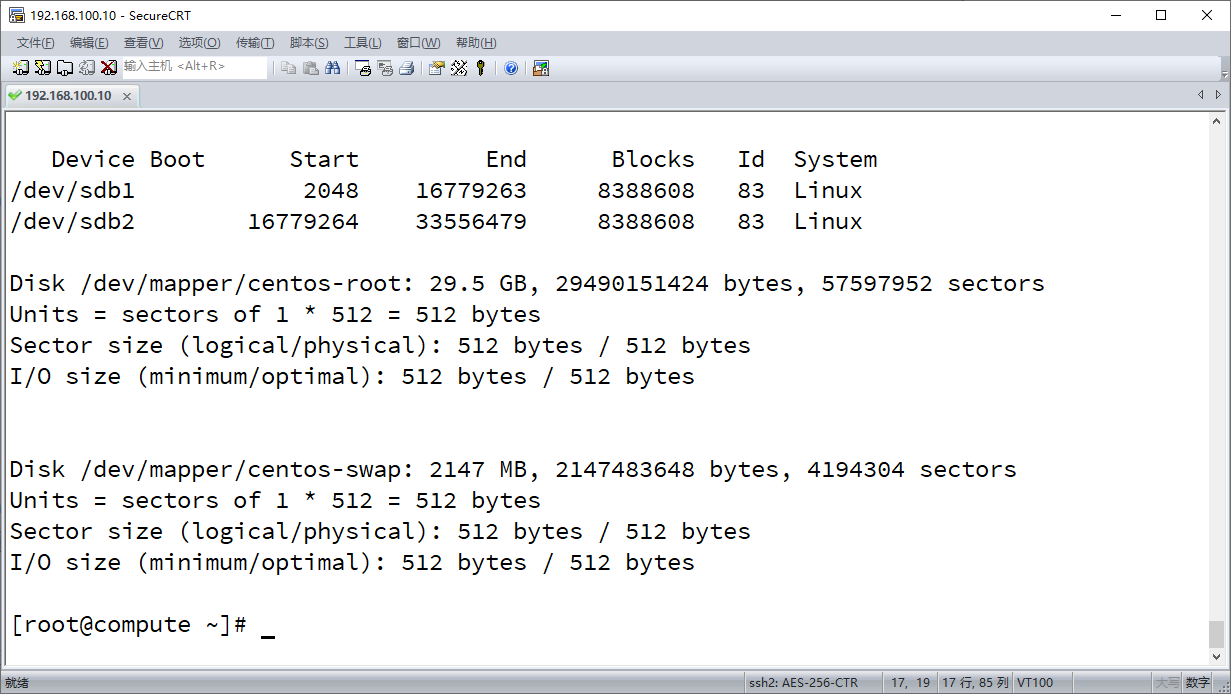 192.168.100.10 - SecureCRT
文件(F) 编辑(E) 查看(V) 选项(O) 传输(T) 脚本(S) 工具(L) 窗口(W) 帮助(H)
输入主机 <Alt+R>
192.168.100.10
Device Boot Start End Blocks Id System
/dev/sdb1 2048 16779263 8388608 83 Linux
/dev/sdb2 16779264 33556479 8388608 83 Linux
Disk /dev/mapper/centos-root: 29.5 GB, 29490151424 bytes, 57597952 sectors
Units = sectors of 1 * 512 = 512 bytes
Sector size (logical/physical): 512 bytes / 512 bytes
I/O size (minimum/optimal): 512 bytes / 512 bytes
Disk /dev/mapper/centos-swap: 2147 MB, 2147483648 bytes, 4194304 sectors
Units = sectors of 1 * 512 = 512 bytes
Sector size (logical/physical): 512 bytes / 512 bytes
I/O size (minimum/optimal): 512 bytes / 512 bytes
[root@compute ~]# _
就绪 ssh2: AES-256-CTR 17, 19 17 行, 85 列 VT100 大写 数字